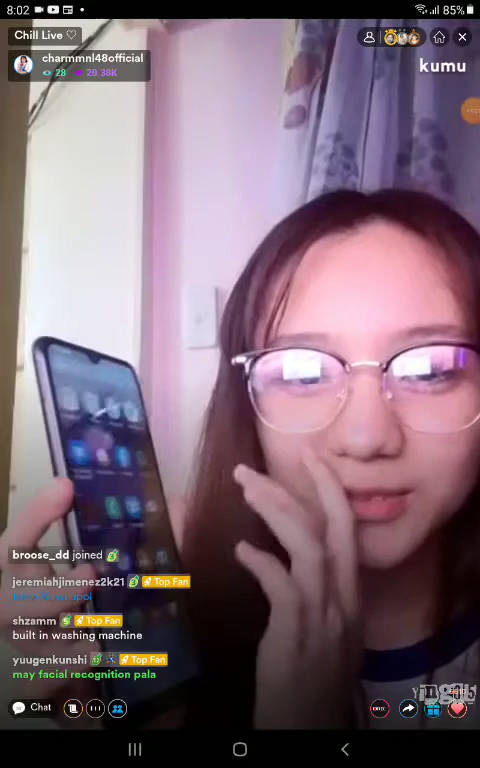 8:02
85%
Chill Live ♡
charmmnl48official
28 20.38K
kumu
broose_dd joined
jeremiahjimenez2k21 Top Fan
shzamm Top Fan
built in washing machine
yuugenkunshi Top Fan
may facial recognition pala
Chat